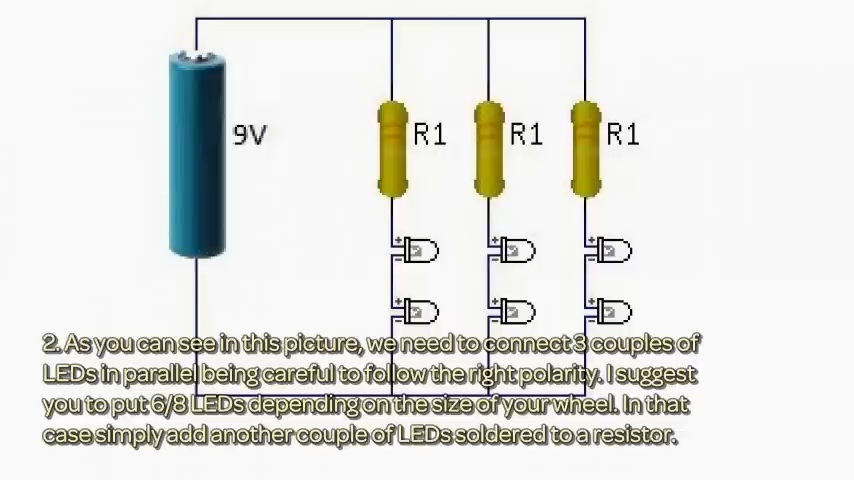 9V
R1
R1
R1
2. As you can see in this picture, we need to connect 3 couples of
LEDs in parallel being careful to follow the right polarity. I suggest
you to put 6/8 LEDs depending on the size of your wheel. In that
case simply add another couple of LEDs soldered to a resistor.